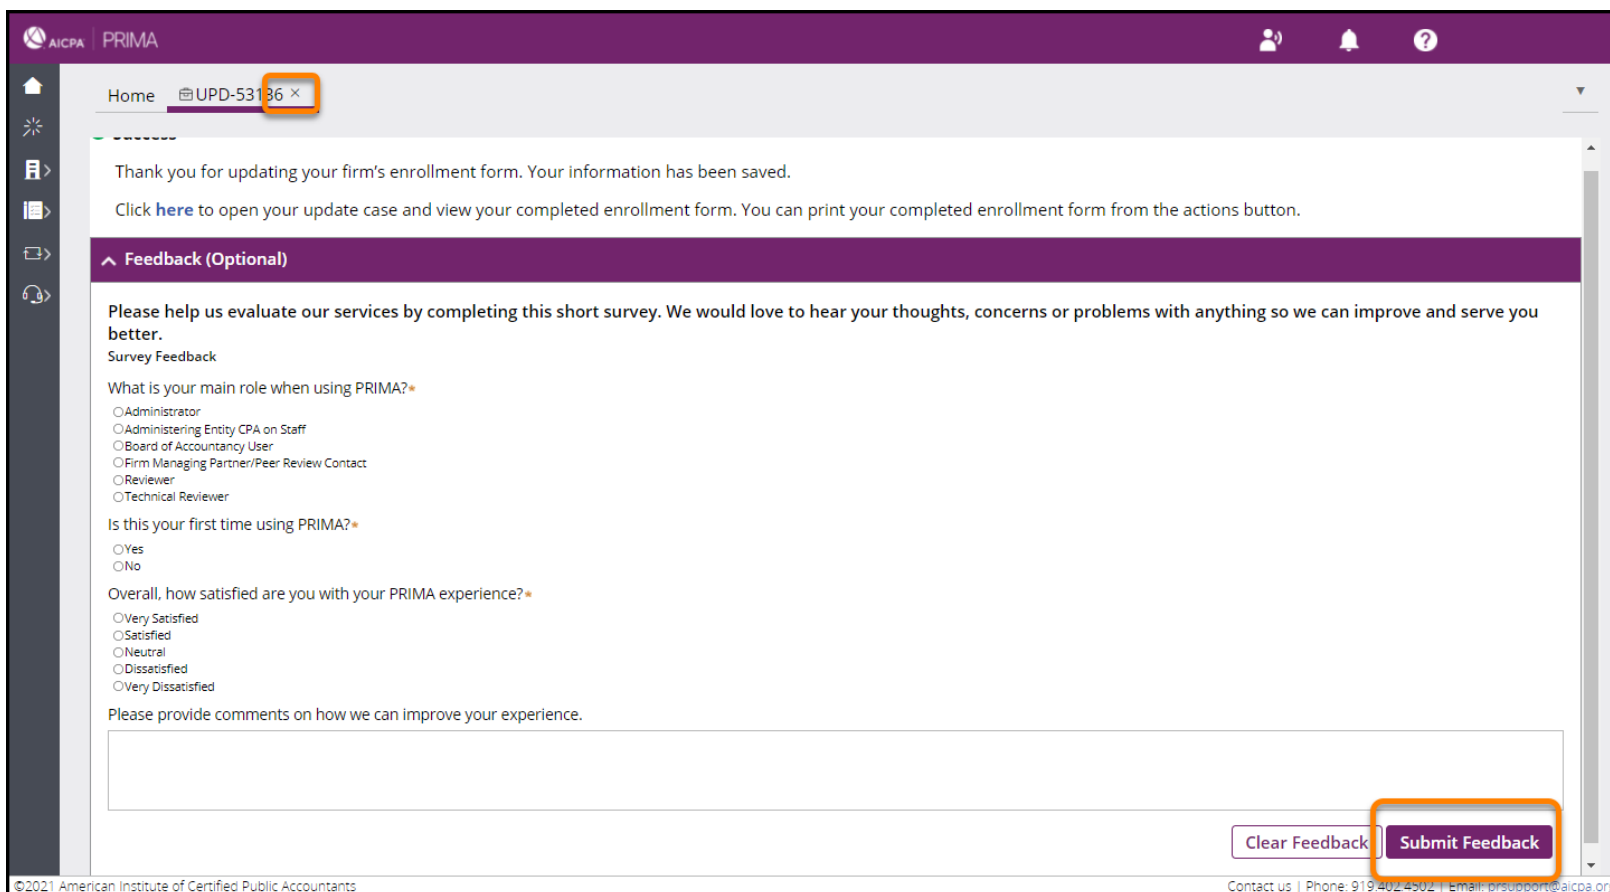 AICPA PRIMA
Home UPD-53186 ×
Success
Thank you for updating your firm's enrollment form. Your information has been saved.
Click here to open your update case and view your completed enrollment form. You can print your completed enrollment form from the actions button.
Feedback (Optional)
Please help us evaluate our services by completing this short survey. We would love to hear your thoughts, concerns or problems with anything so we can improve and serve you
better.
Survey Feedback
What is your main role when using PRIMA?*
Administrator
Administering Entity CPA on Staff
Board of Accountancy User
Firm Managing Partner/Peer Review Contact
Reviewer
Technical Reviewer
Is this your first time using PRIMA?*
Yes
No
Overall, how satisfied are you with your PRIMA experience?*
Very Satisfied
Satisfied
Neutral
Dissatisfied
Very Dissatisfied
Please provide comments on how we can improve your experience.
Clear Feedback Submit Feedback
©2021 American Institute of Certified Public Accountants Contact us | Phone: 919.402.4502 | Email: prsupport@aicpa.or